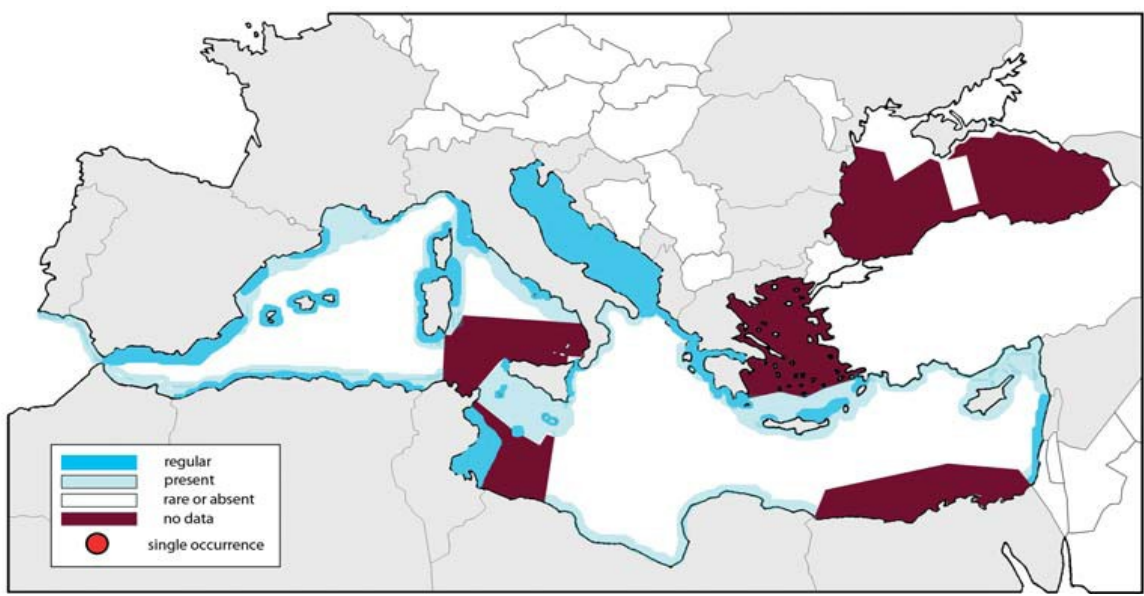 regular
present
rare or absent
no data
single occurrence